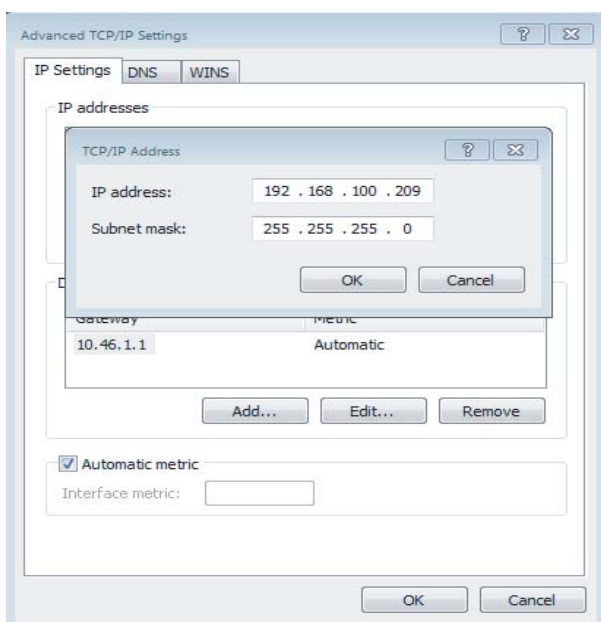 Advanced TCP/IP Settings
IP Settings DNS WINS
IP addresses
TCP/IP Address
IP address: 192 . 168 . 100 . 209
Subnet mask: 255 . 255 . 255 . 0
OK Cancel
D
Gateway Metric
10.46.1.1 Automatic
Add... Edit... Remove
Automatic metric
Interface metric:
OK Cancel